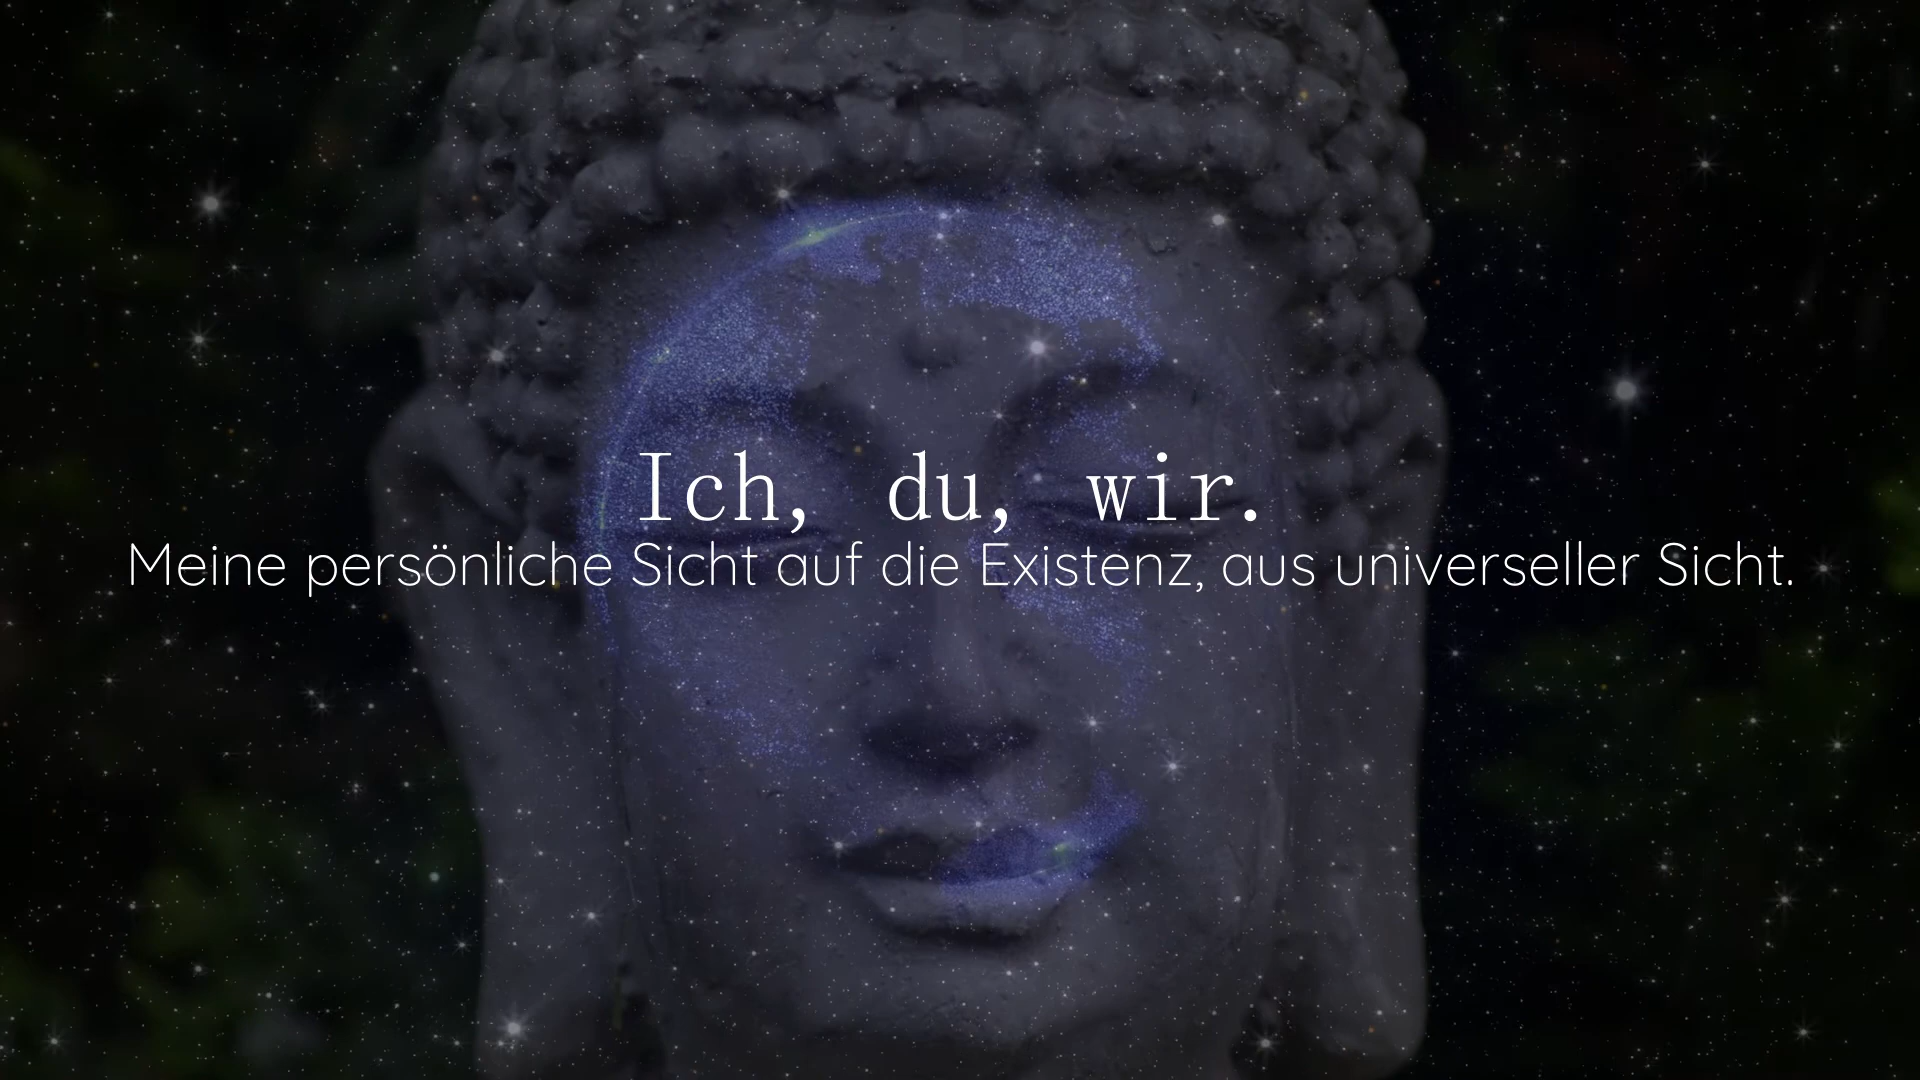 Ich, du, wir.
Meine persönliche Sicht auf die Existenz, aus universeller Sicht.